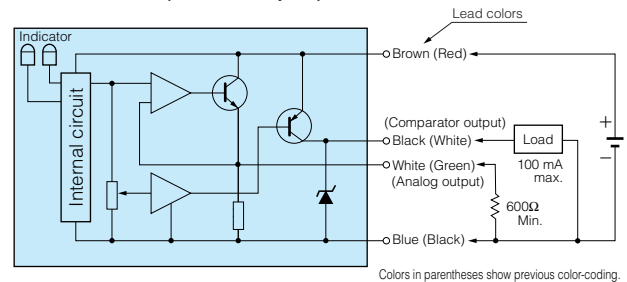 Lead colors
Indicator
Internal circuit
Brown (Red)
(Comparator output)
Black (White)
Load
100 mA
max.
+
−
White (Green)
(Analog output)
600Ω
Min.
Blue (Black)
Colors in parentheses show previous color-coding.